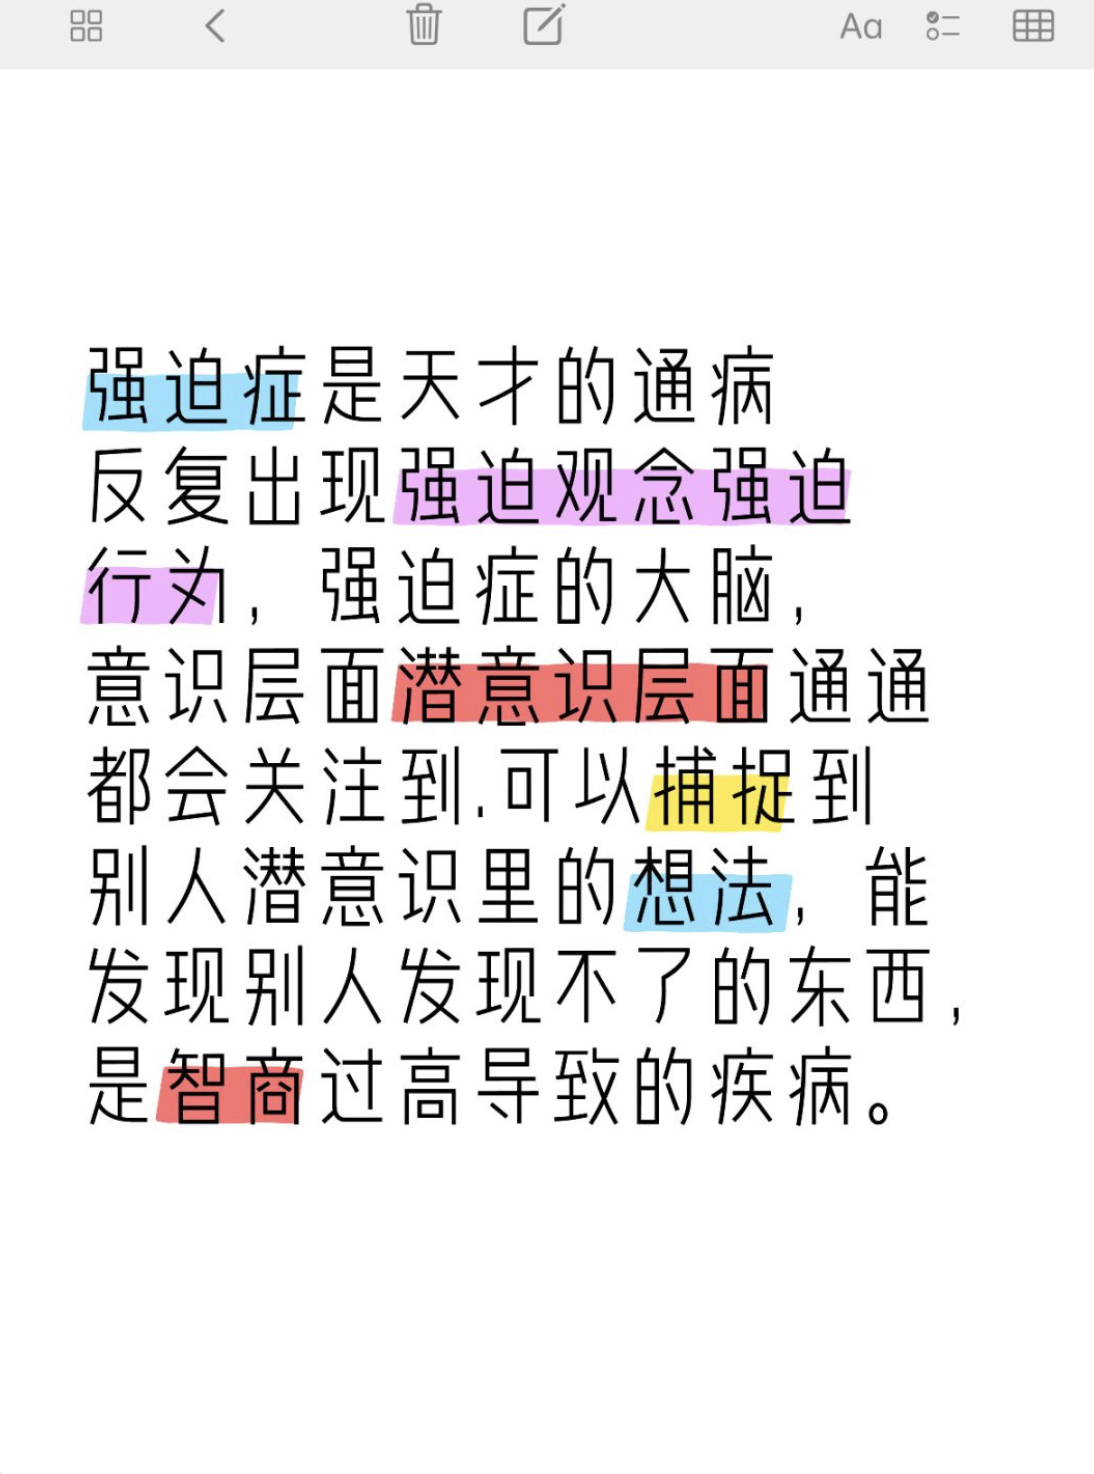 Aa
强迫症是天才的通病
反复出现强迫观念强迫
行为，强迫症的大脑，
意识层面潜意识层面通通
都会关注到.可以捕捉到
别人潜意识里的想法，能
发现别人发现不了的东西，
是智商过高导致的疾病。